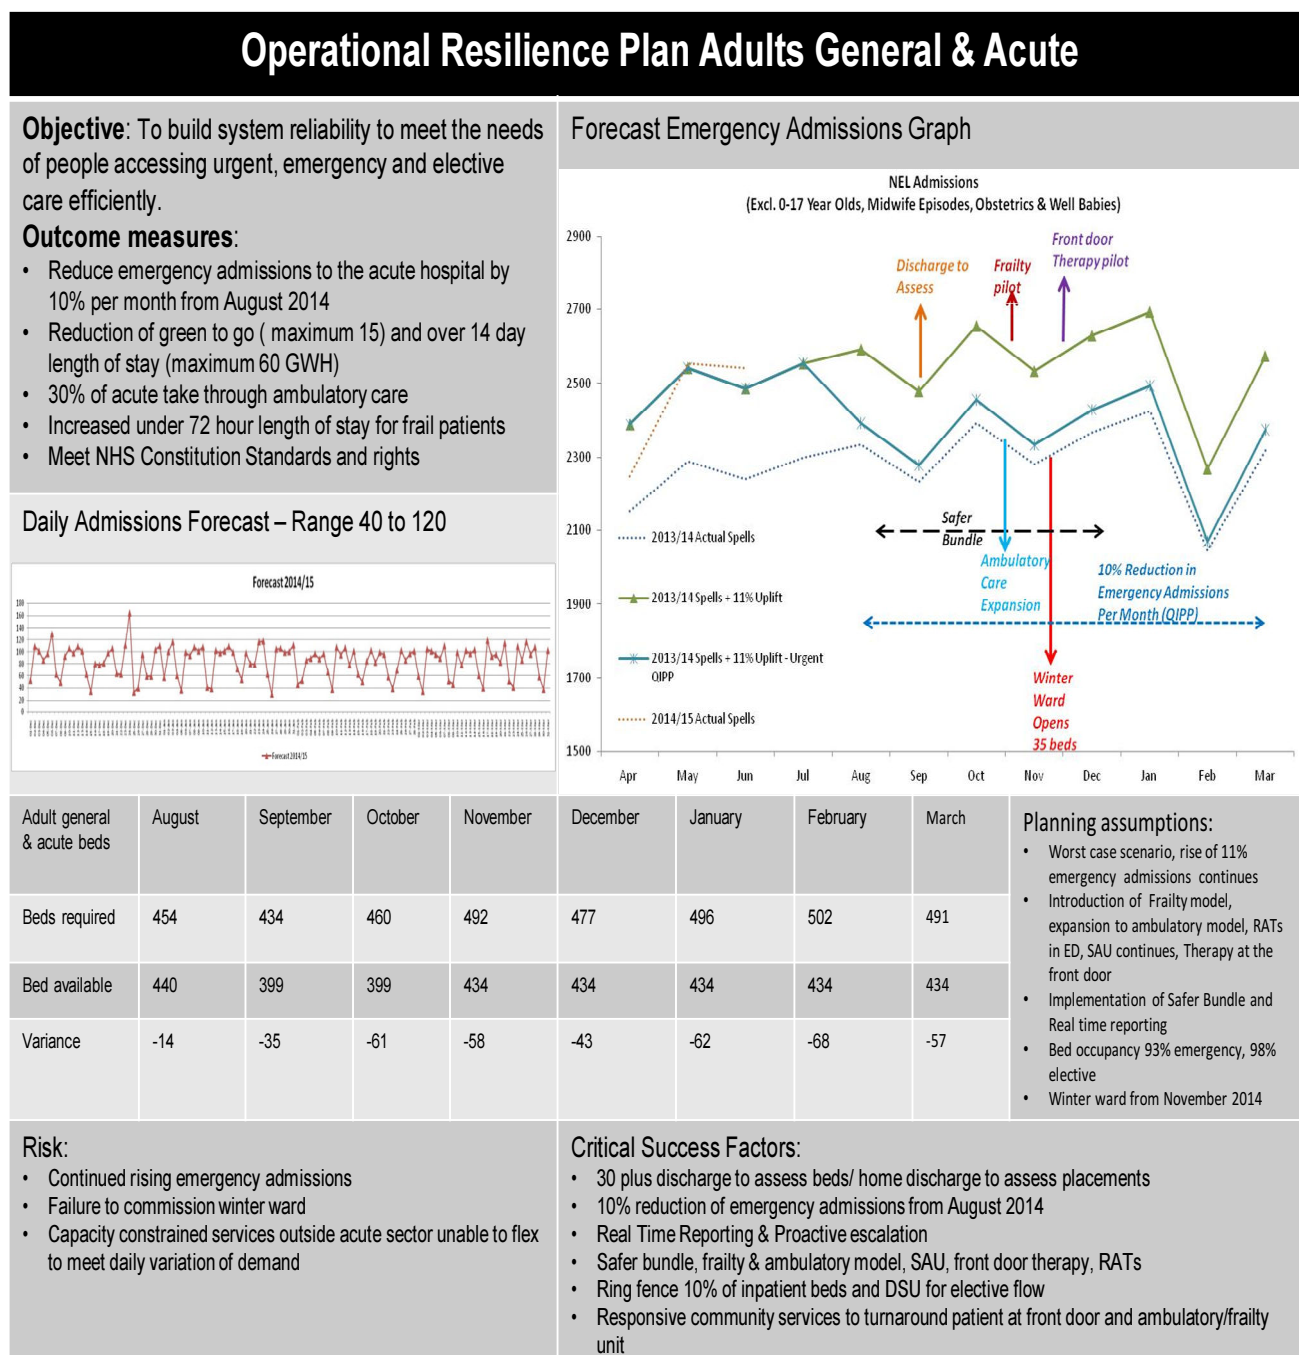 Operational Resilience Plan Adults General & Acute
Objective: To build system reliability to meet the needs
of people accessing urgent, emergency and elective
care efficiently.
Outcome measures:
• Reduce emergency admissions to the acute hospital by
10% per month from August 2014
• Reduction of green to go ( maximum 15) and over 14 day
length of stay (maximum 60 GWH)
• 30% of acute take through ambulatory care
• Increased under 72 hour length of stay for frail patients
• Meet NHS Constitution Standards and rights
Daily Admissions Forecast – Range 40 to 120
Forecast 2014/15
180
160
140
120
100
80
60
40
20
0
Forecast 2014/15
Forecast Emergency Admissions Graph
NEL Admissions
(Excl. 0-17 Year Olds, Midwife Episodes, Obstetrics & Well Babies)
2900
2700
2500
2300
2100
1900
1700
1500
Discharge to
Assess
Frailty
pilot
Front door
Therapy pilot
Safer
Bundle
Ambulatory
Care
Expansion
10% Reduction in
Emergency Admissions
Per Month (QIPP)
Winter
Ward
Opens
35 beds
2013/14 Actual Spells
2013/14 Spells + 11% Uplift
2013/14 Spells + 11% Uplift - Urgent
QIPP
2014/15 Actual Spells
Apr May Jun Jul Aug Sep Oct Nov Dec Jan Feb Mar
Adult general
& acute beds
August September October November December January February March
Beds required 454 434 460 492 477 496 502 491
Bed available 440 399 399 434 434 434 434 434
Variance -14 -35 -61 -58 -43 -62 -68 -57
Planning assumptions:
• Worst case scenario, rise of 11%
emergency admissions continues
• Introduction of Frailty model,
expansion to ambulatory model, RATs
in ED, SAU continues, Therapy at the
front door
• Implementation of Safer Bundle and
Real time reporting
• Bed occupancy 93% emergency, 98%
elective
• Winter ward from November 2014
Risk:
• Continued rising emergency admissions
• Failure to commission winter ward
• Capacity constrained services outside acute sector unable to flex
to meet daily variation of demand
Critical Success Factors:
• 30 plus discharge to assess beds/ home discharge to assess placements
• 10% reduction of emergency admissions from August 2014
• Real Time Reporting & Proactive escalation
• Safer bundle, frailty & ambulatory model, SAU, front door therapy, RATs
• Ring fence 10% of inpatient beds and DSU for elective flow
• Responsive community services to turnaround patient at front door and ambulatory/frailty
unit